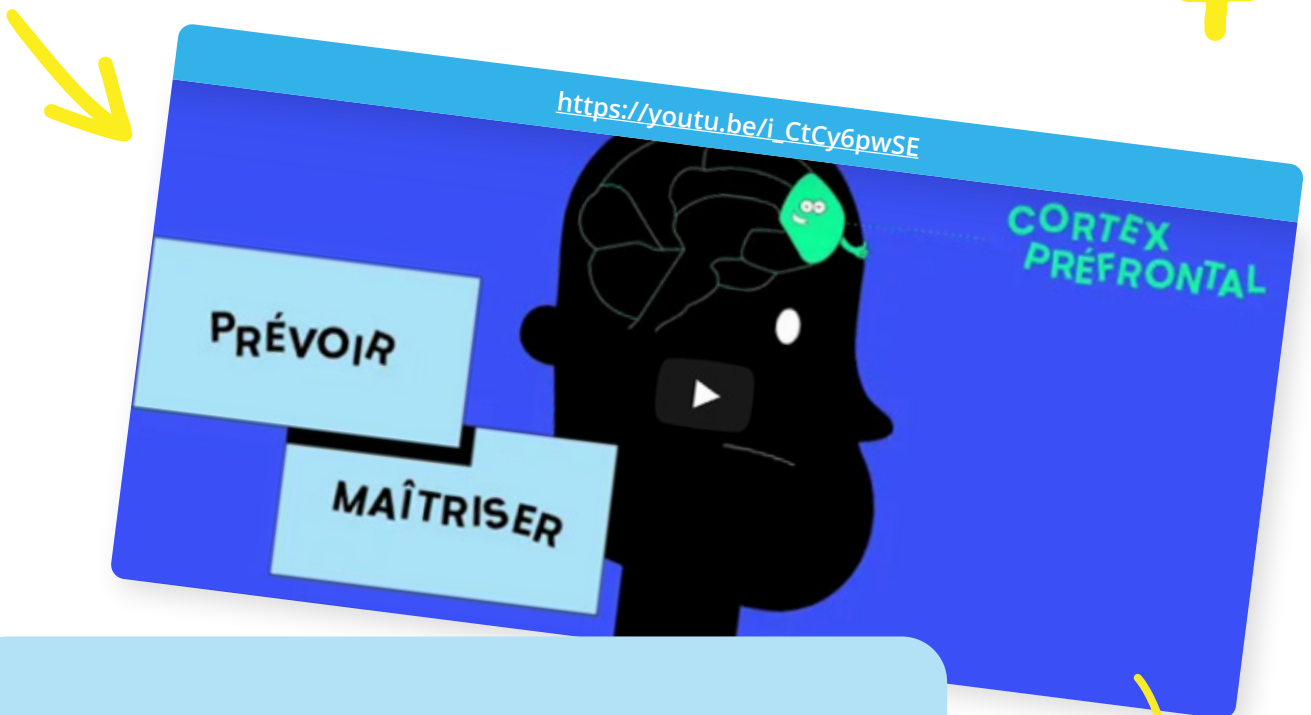 https://youtu.be/i_CtCy6pwSE
CORTEX
PRÉFRONTAL
PRÉVOIR
MAÎTRISER